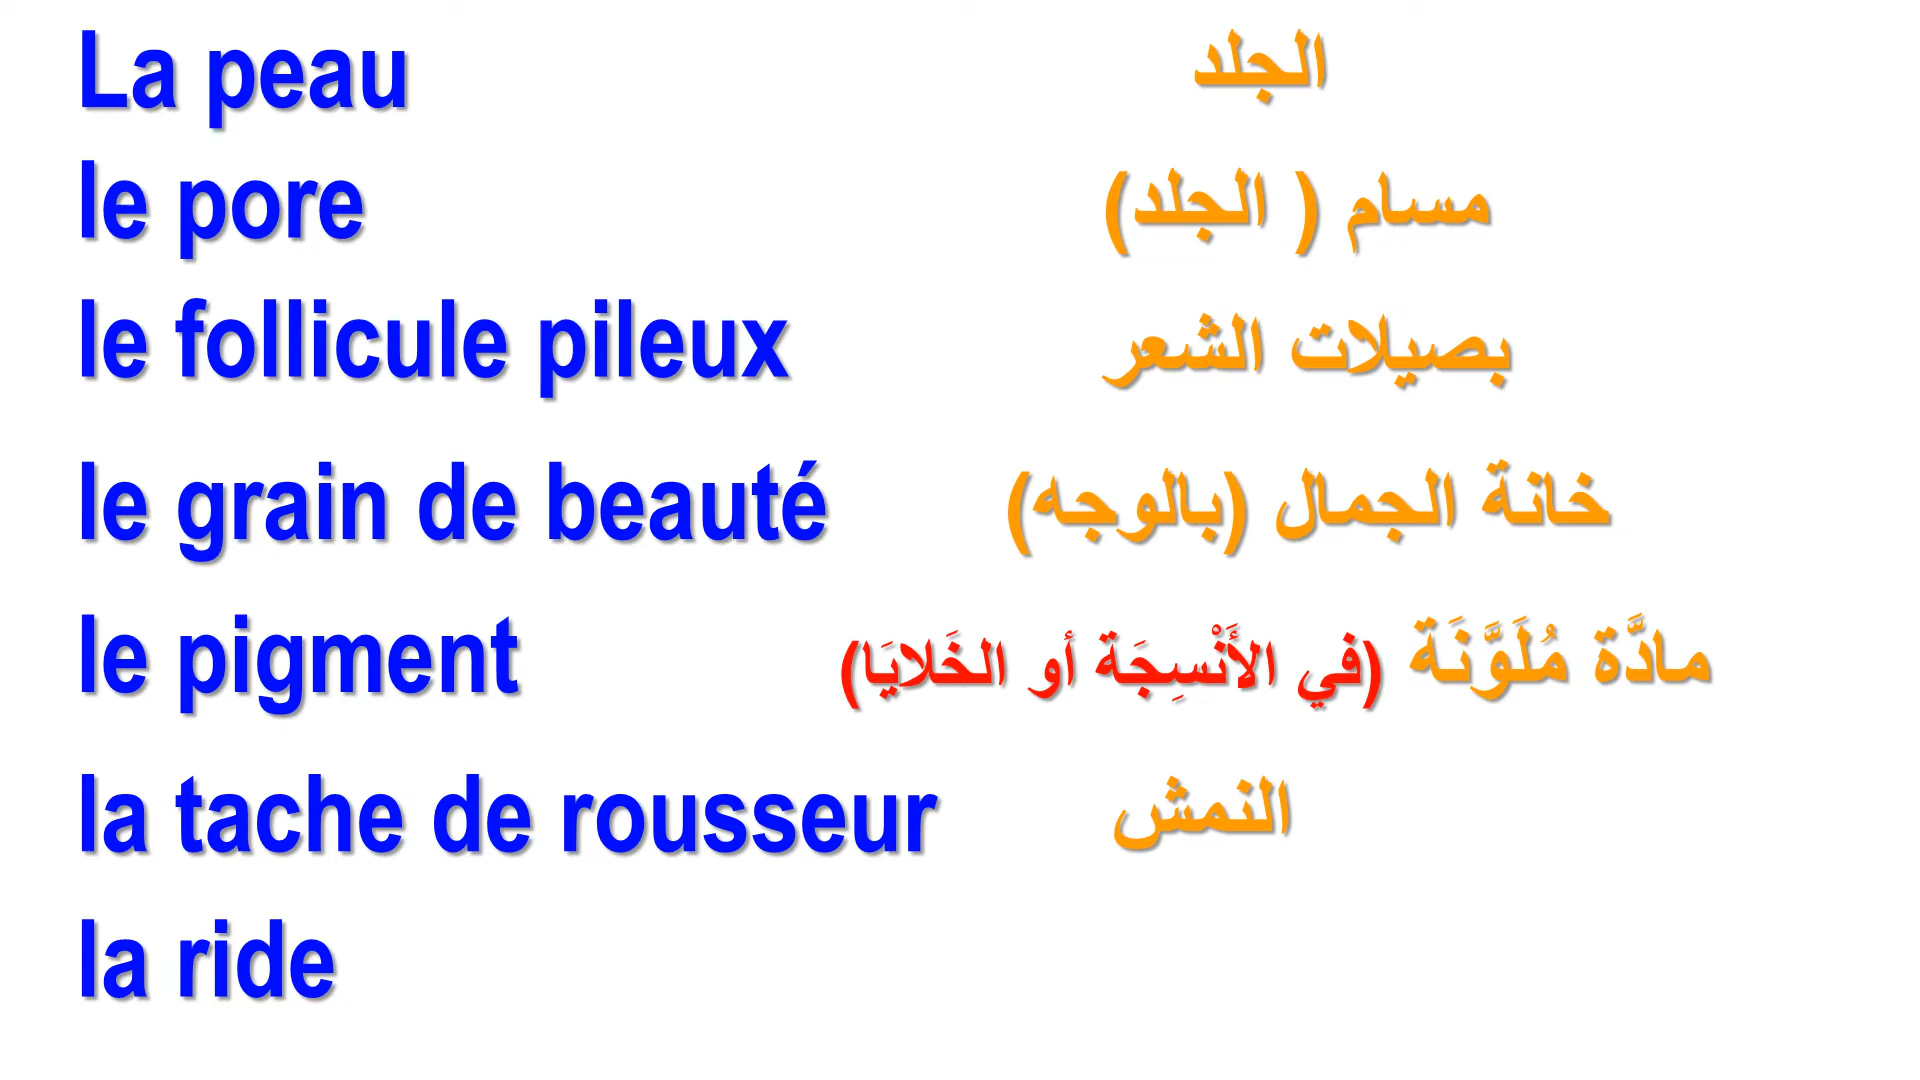 La peau الجلد
le pore مسام ( الجلد)
le follicule pileux بصيلات الشعر
le grain de beauté خانة الجمال (بالوجه)
le pigment مادَّة مُلَوَّنَة (في الأَنْسِجَة أو الخَلايَا)
la tache de rousseur النمش
la ride